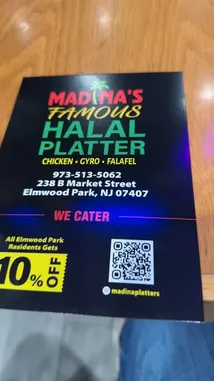 MADINA'S
FAMOUS
HALAL
PLATTER
CHICKEN • GYRO • FALAFEL
973-513-5062
238 B Market Street
Elmwood Park, NJ 07407
WE CATER
All Elmwood Park
Residents Gets
10% OFF
madinaplatters